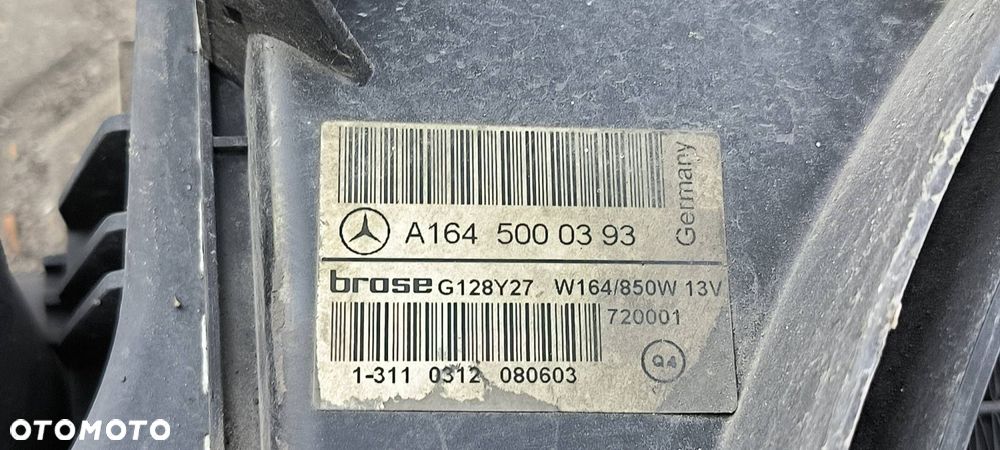 A164 500 03 93
Germany
brose G128Y27 W164/850W 13V
720001
Q4
1-311 0312 080603
OTOMOTO